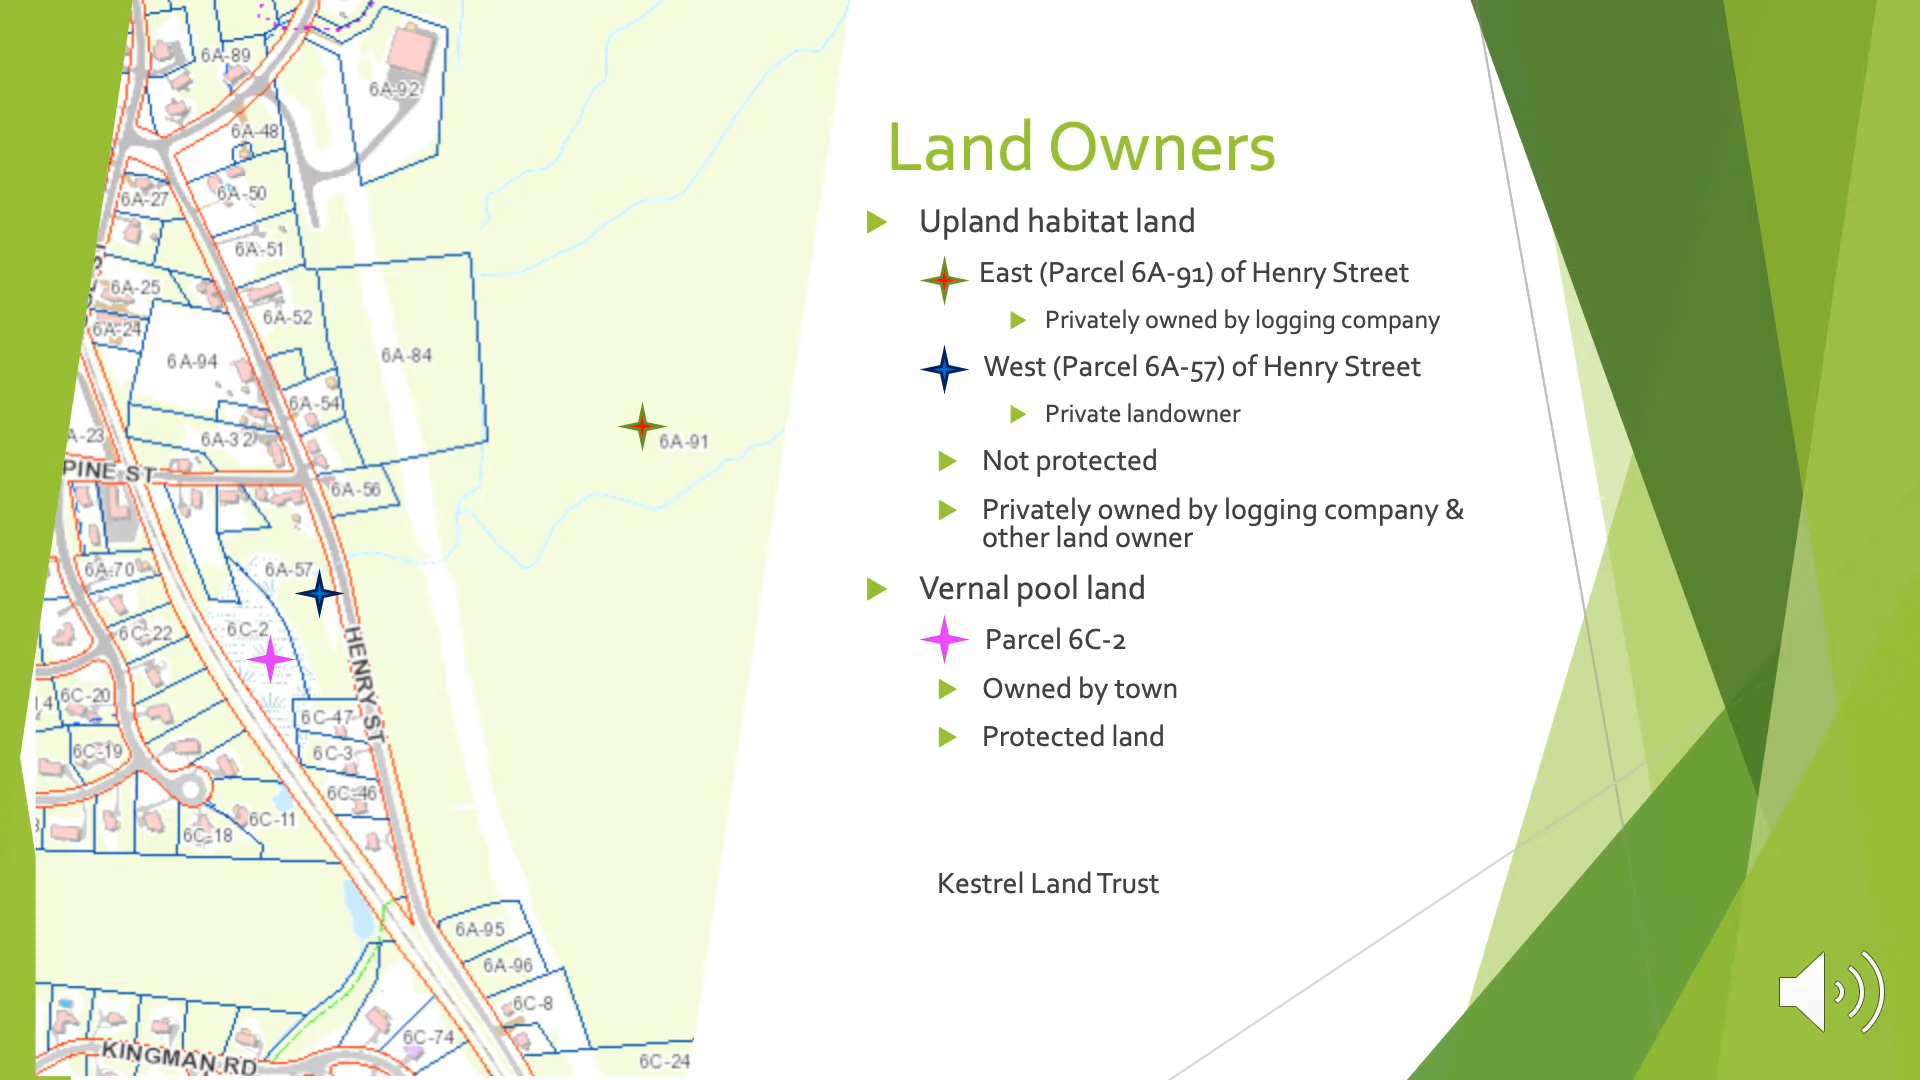 6A-89
6A-92
6A-48
6A-27
6A-50
6A-51
6A-25
6A-52
6A-24
6A-94
6A-84
6A-54
A-23
6A-32
6A-91
PINE ST
6A-56
6A-57
6A-70
6C-2
6C-22
HENRY ST
6C-20
6C-47
6C-19
6C-3
6C-46
6C-11
6C-18
6A-95
6A-96
6C-8
6C-74
KINGMAN RD
6C-24
Land Owners
Upland habitat land
East (Parcel 6A-91) of Henry Street
Privately owned by logging company
West (Parcel 6A-57) of Henry Street
Private landowner
Not protected
Privately owned by logging company &
other land owner
Vernal pool land
Parcel 6C-2
Owned by town
Protected land
Kestrel Land Trust